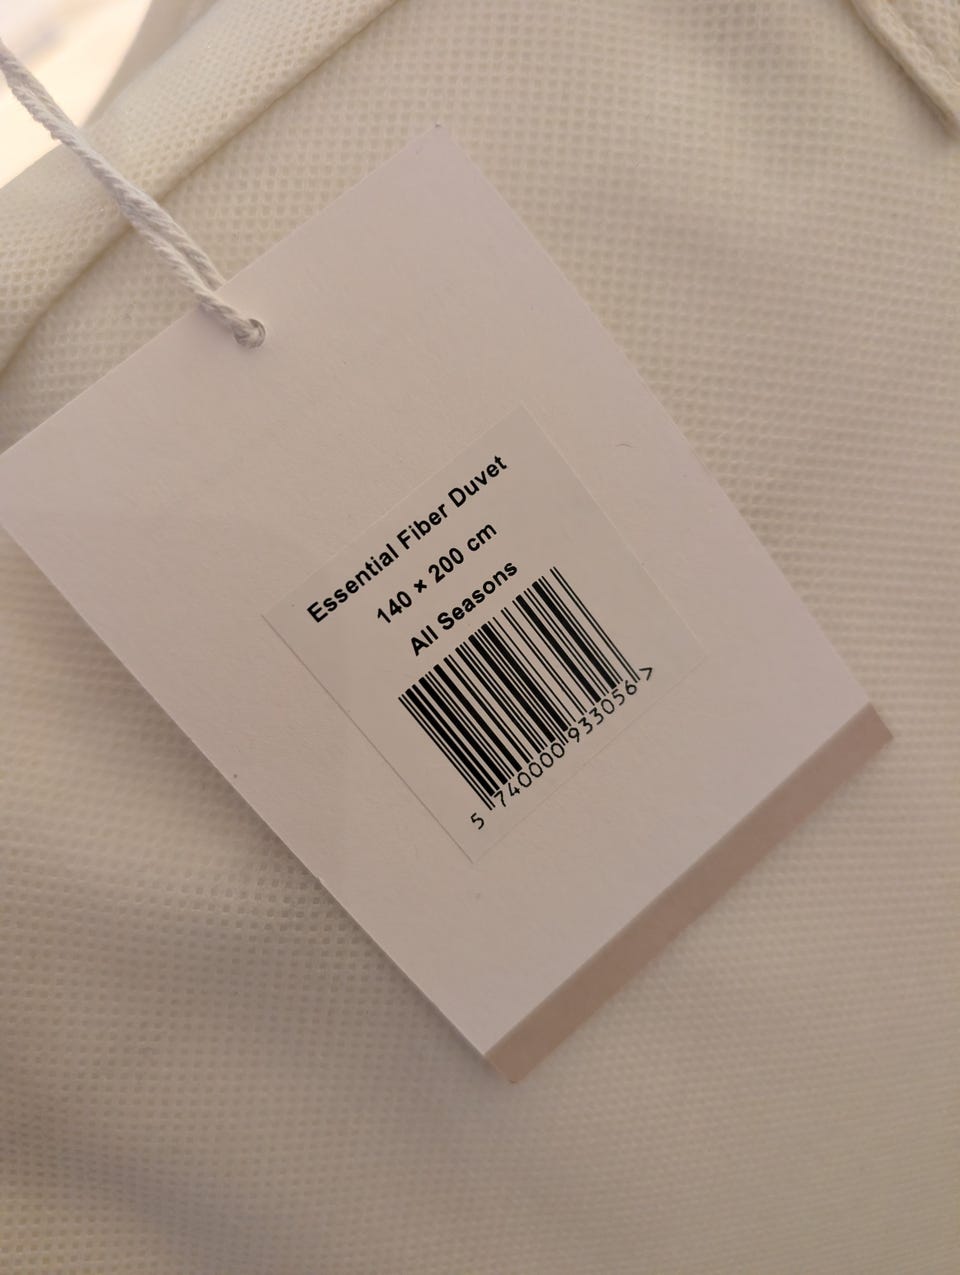 Essential Fiber Duvet
140 × 200 cm
All Seasons
5 740000 933056 >